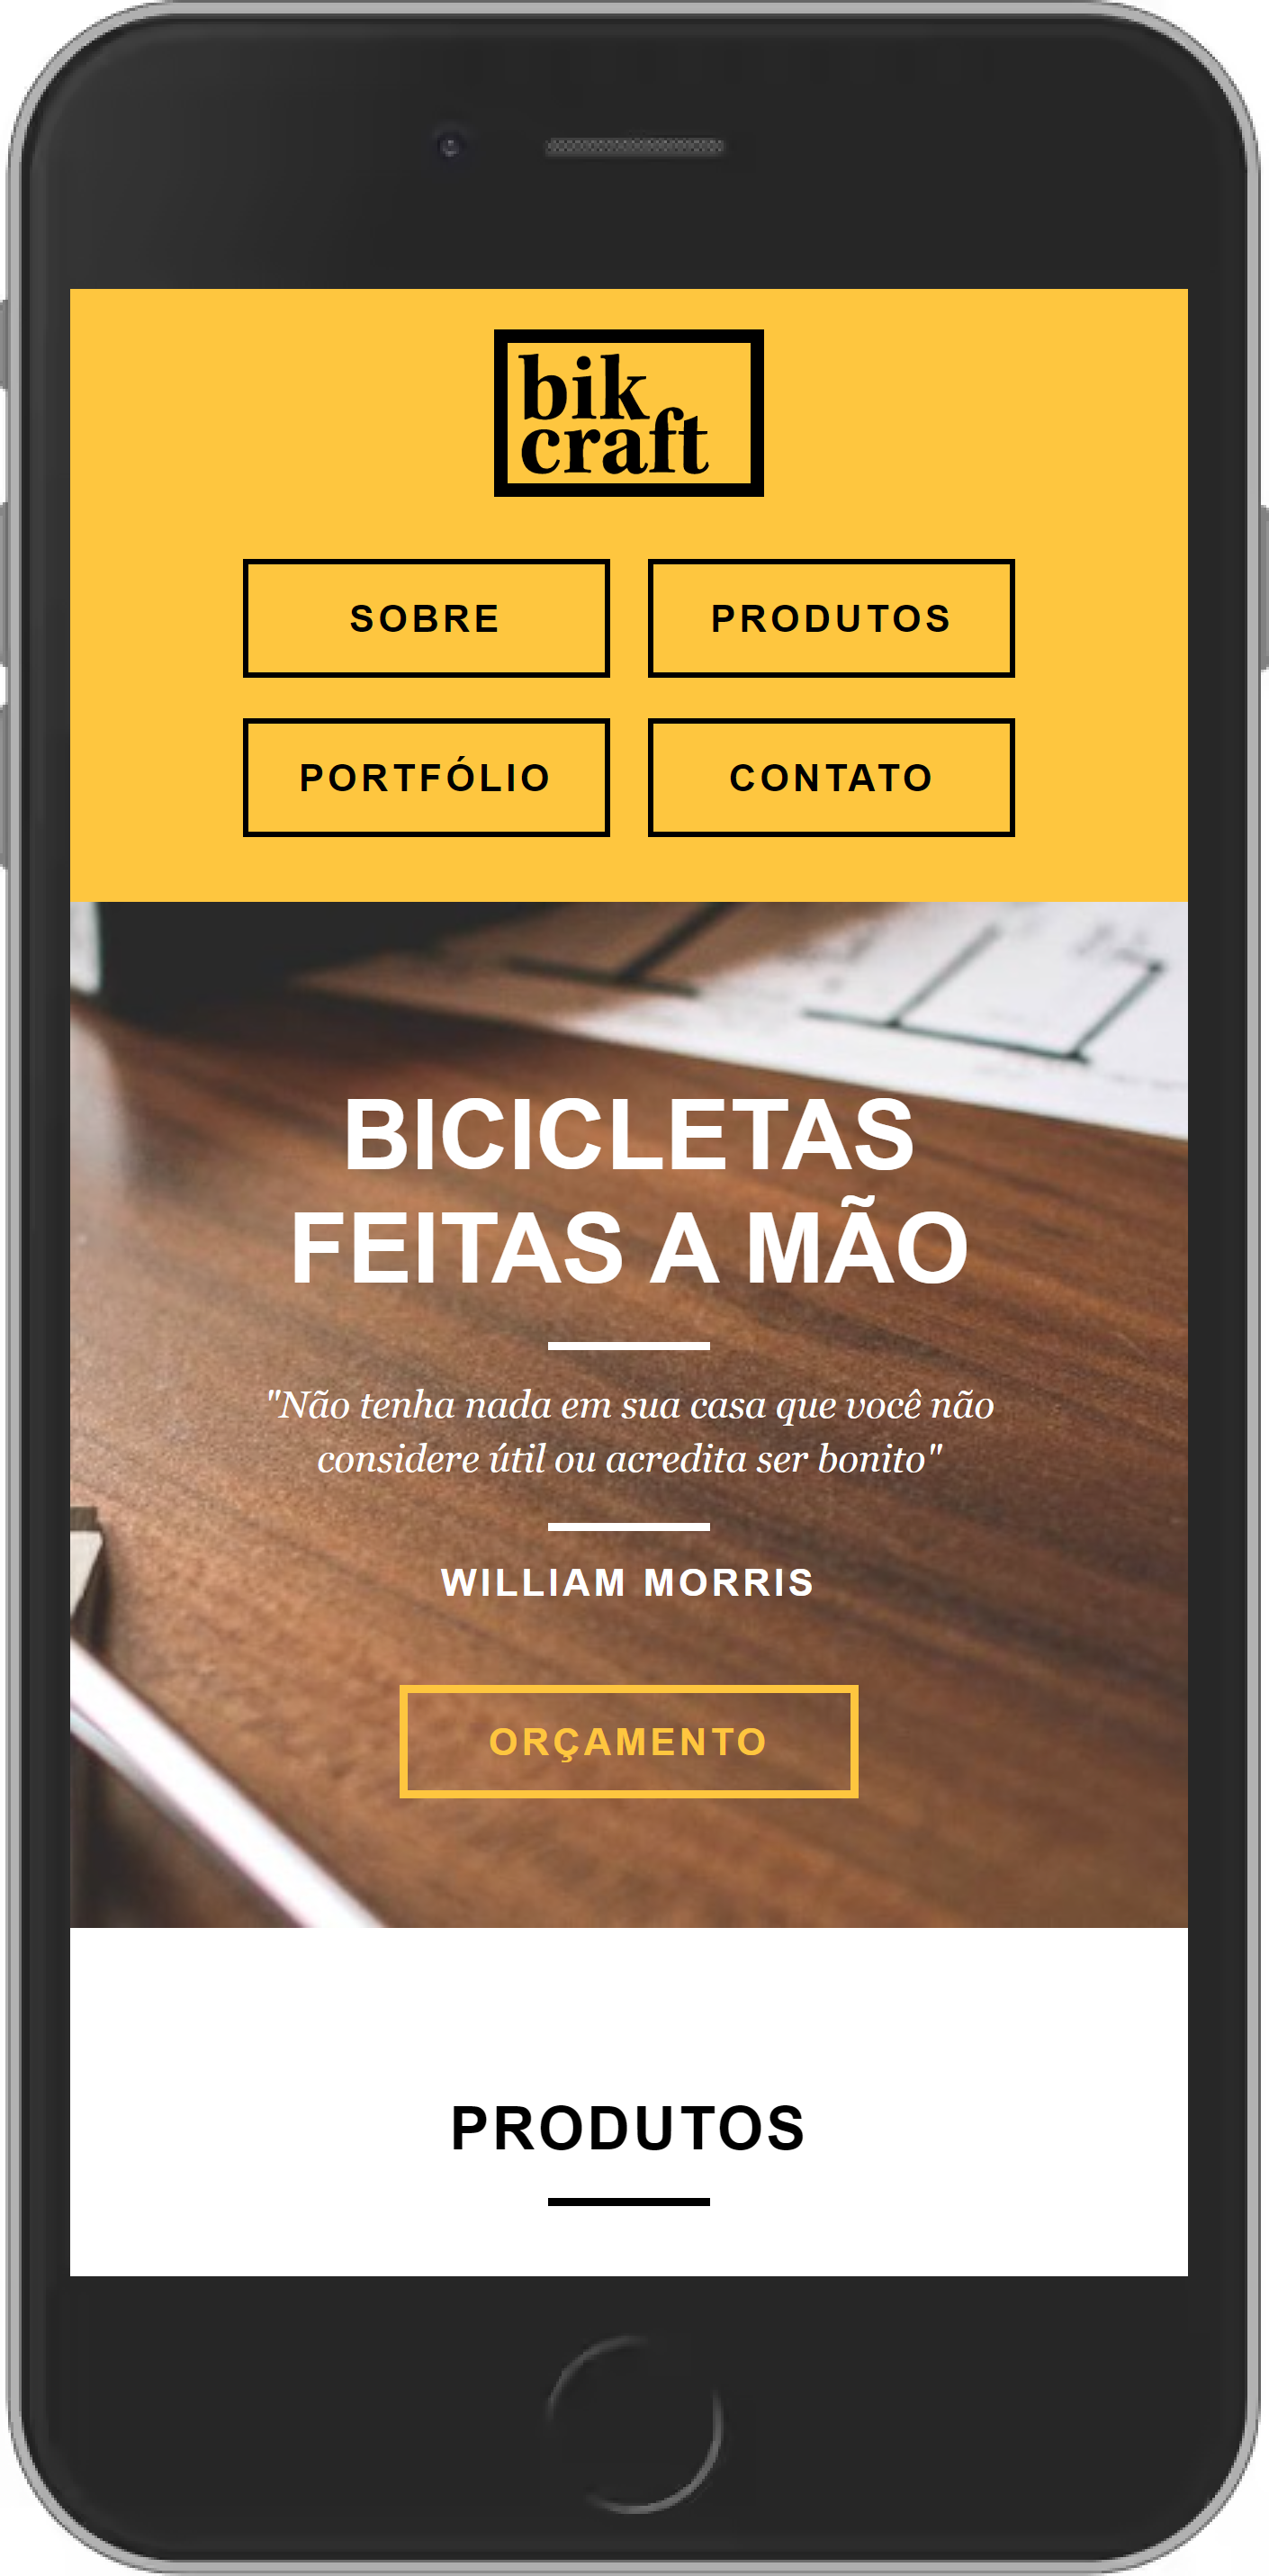 bik
craft
SOBRE
PRODUTOS
PORTFÓLIO
CONTATO
BICICLETAS
FEITAS A MÃO
"Não tenha nada em sua casa que você não
considere útil ou acredita ser bonito"
WILLIAM MORRIS
ORÇAMENTO
PRODUTOS